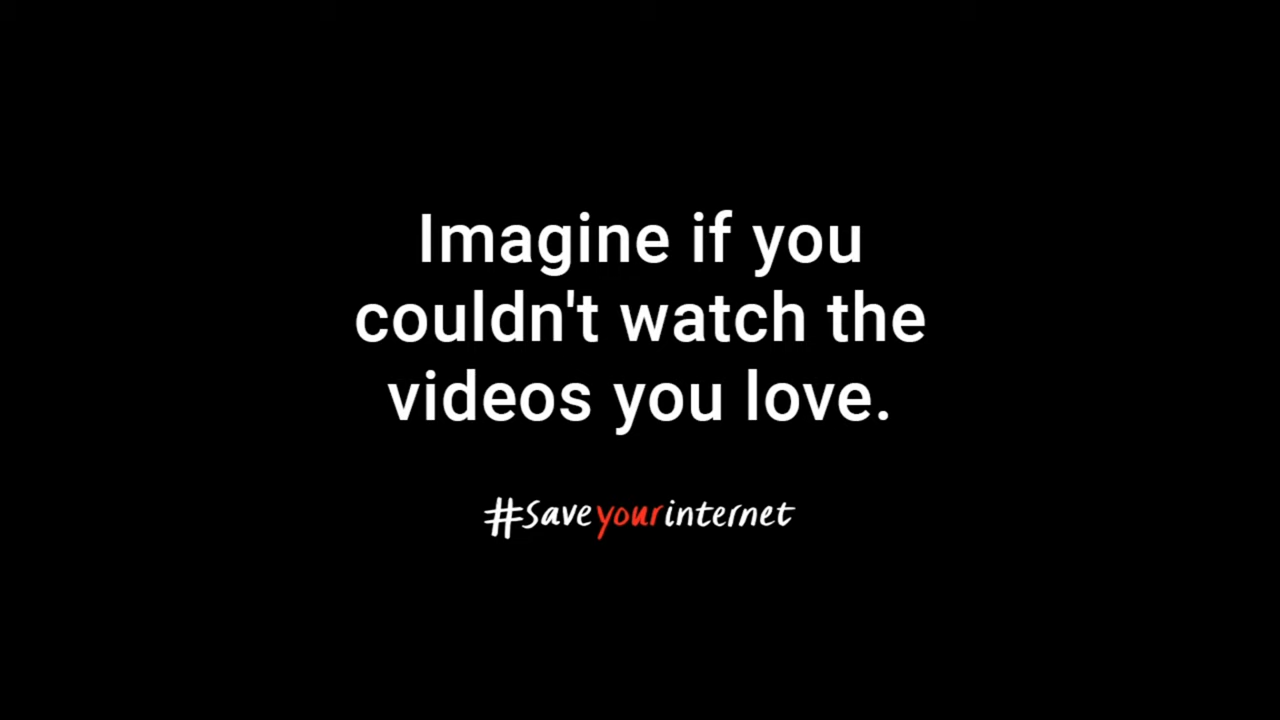 Imagine if you
couldn't watch the
videos you love.
#saveyourinternet